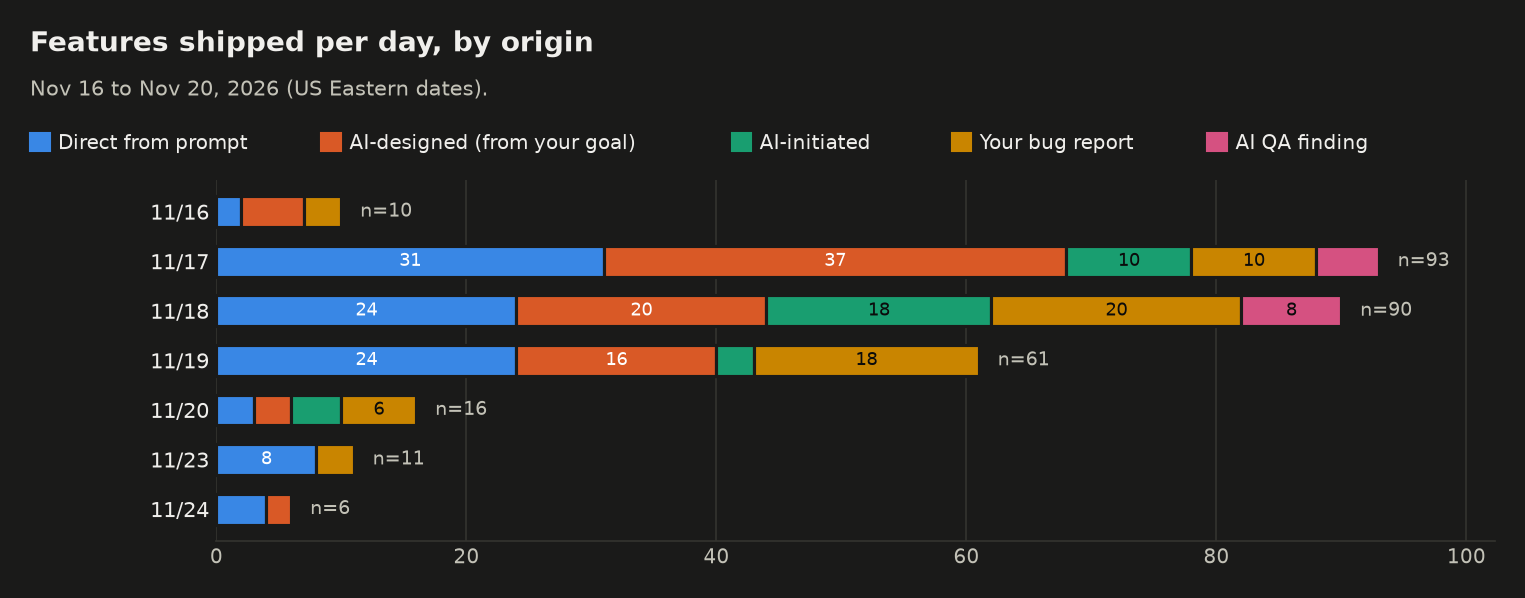 Features shipped per day, by origin
Nov 16 to Nov 20, 2026 (US Eastern dates).
Direct from prompt AI-designed (from your goal) AI-initiated Your bug report AI QA finding
11/16 n=10
11/17 31 37 10 10 n=93
11/18 24 20 18 20 8 n=90
11/19 24 16 18 n=61
11/20 6 n=16
11/23 8 n=11
11/24 n=6
0 20 40 60 80 100